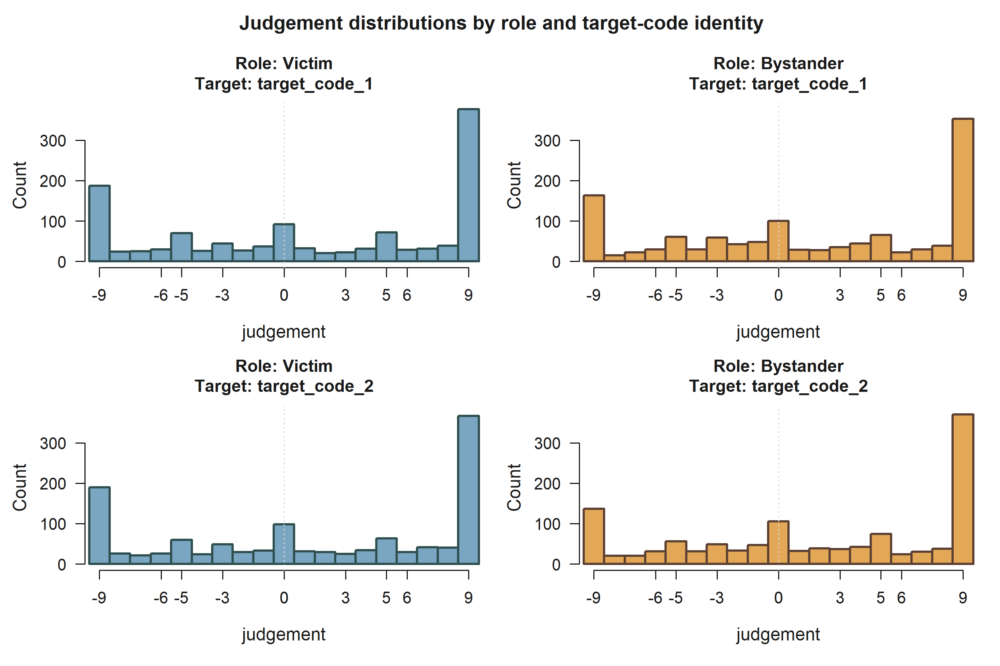 Judgement distributions by role and target-code identity
Role: Victim
Target: target_code_1
300
200
100
0
Count
-9 -6 -5 -3 0 3 5 6 9
judgement
Role: Bystander
Target: target_code_1
300
200
100
0
Count
-9 -6 -5 -3 0 3 5 6 9
judgement
Role: Victim
Target: target_code_2
300
200
100
0
Count
-9 -6 -5 -3 0 3 5 6 9
judgement
Role: Bystander
Target: target_code_2
300
200
100
0
Count
-9 -6 -5 -3 0 3 5 6 9
judgement